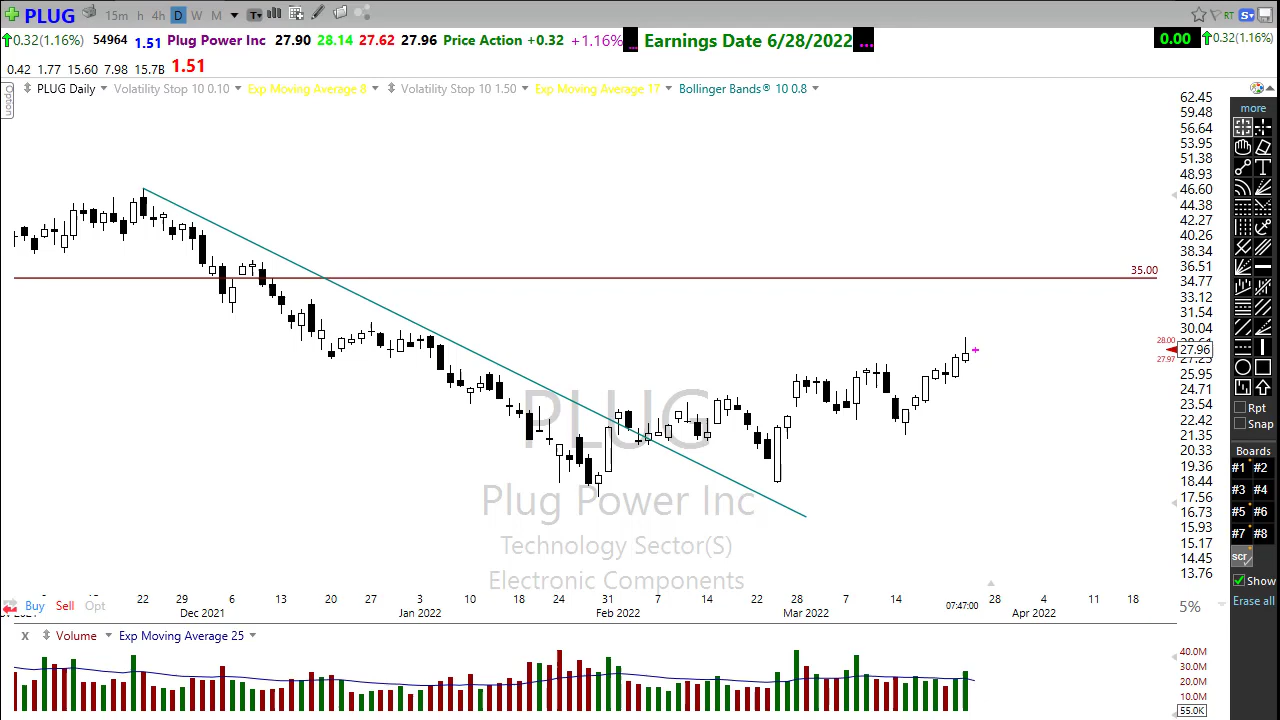 PLUG 15m h 4h D W M
0.32(1.16%) 54964 1.51 Plug Power Inc 27.90 28.14 27.62 27.96 Price Action +0.32 +1.16% ... Earnings Date 6/28/2022 ... 0.00 0.32(1.16%)
RT
0.42 1.77 15.60 7.98 15.7B 1.51
Option
PLUG Daily Volatility Stop 10 0.10 Exp Moving Average 8 Volatility Stop 10 1.50 Exp Moving Average 17 Bollinger Bands® 10 0.8
62.45
59.48
56.64
53.95
51.38
48.93
46.60
44.38
42.27
40.26
38.34
36.51
35.00
34.77
33.12
31.54
30.04
28.00
27.96
27.97
25.95
24.71
23.54
22.42
21.35
20.33
19.36
18.44
17.56
16.73
15.93
15.17
14.45
13.76
PLUG
Plug Power Inc
Technology Sector(S)
Electronic Components
22 29 6 13 20 27 3 10 18 24 31 7 14 22 28 7 14 07:47:00 28 4 11 18
Dec 2021 Jan 2022 Feb 2022 Mar 2022 Apr 2022
Buy Sell Opt
5%
X Volume Exp Moving Average 25
40.0M
30.0M
20.0M
10.0M
55.0K
more
T
Rpt
Snap
Boards
#1 #2
#3 #4
#5 #6
#7 #8
scr
Show
Erase all